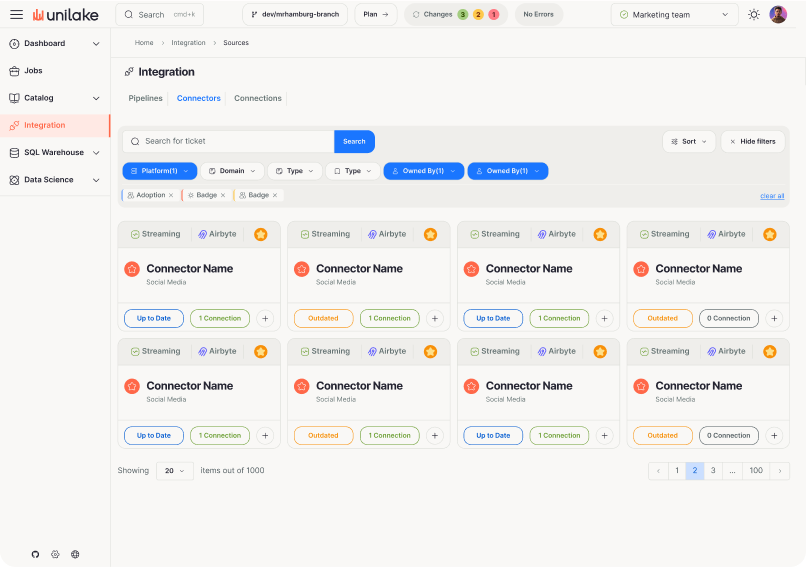 unilake
Search cmd+k
dev/mrhamburg-branch
Plan →
Changes 3 2 1
No Errors
Marketing team
Dashboard
Jobs
Catalog
Integration
SQL Warehouse
Data Science
Home > Integration > Sources
Integration
Pipelines Connectors Connections
Search for ticket Search
Sort
Hide filters
Platform(1) Domain Type Type Owned By(1) Owned By(1)
Adoption Badge Badge
clear all
Streaming Airbyte Streaming Airbyte Streaming Airbyte Streaming Airbyte
Connector Name Connector Name Connector Name Connector Name
Social Media Social Media Social Media Social Media
Up to Date 1 Connection + Outdated 1 Connection + Up to Date 1 Connection + Outdated 0 Connection +
Streaming Airbyte Streaming Airbyte Streaming Airbyte Streaming Airbyte
Connector Name Connector Name Connector Name Connector Name
Social Media Social Media Social Media Social Media
Up to Date 1 Connection + Outdated 1 Connection + Up to Date 1 Connection + Outdated 0 Connection +
Showing 20 items out of 1000
< 1 2 3 ... 100 >